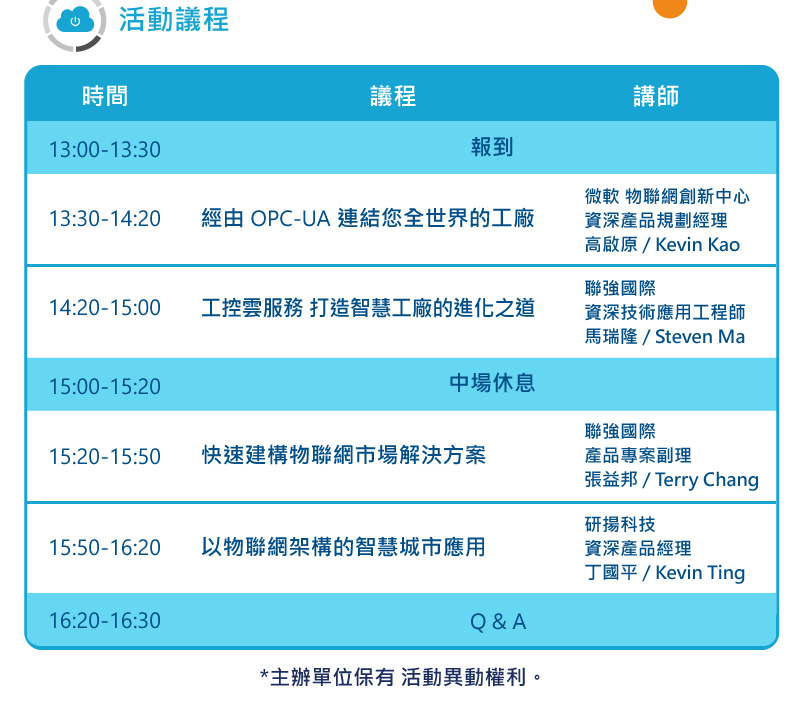 活動議程
時間 議程 講師
13:00-13:30 報到
13:30-14:20 經由 OPC-UA 連結您全世界的工廠
微軟 物聯網創新中心
資深產品規劃經理
高啟原 / Kevin Kao
14:20-15:00 工控雲服務 打造智慧工廠的進化之道
聯強國際
資深技術應用工程師
馬瑞隆 / Steven Ma
15:00-15:20 中場休息
15:20-15:50 快速建構物聯網市場解決方案
聯強國際
產品專案副理
張益邦 / Terry Chang
15:50-16:20 以物聯網架構的智慧城市應用
研揚科技
資深產品經理
丁國平 / Kevin Ting
16:20-16:30 Q & A
*主辦單位保有 活動異動權利。